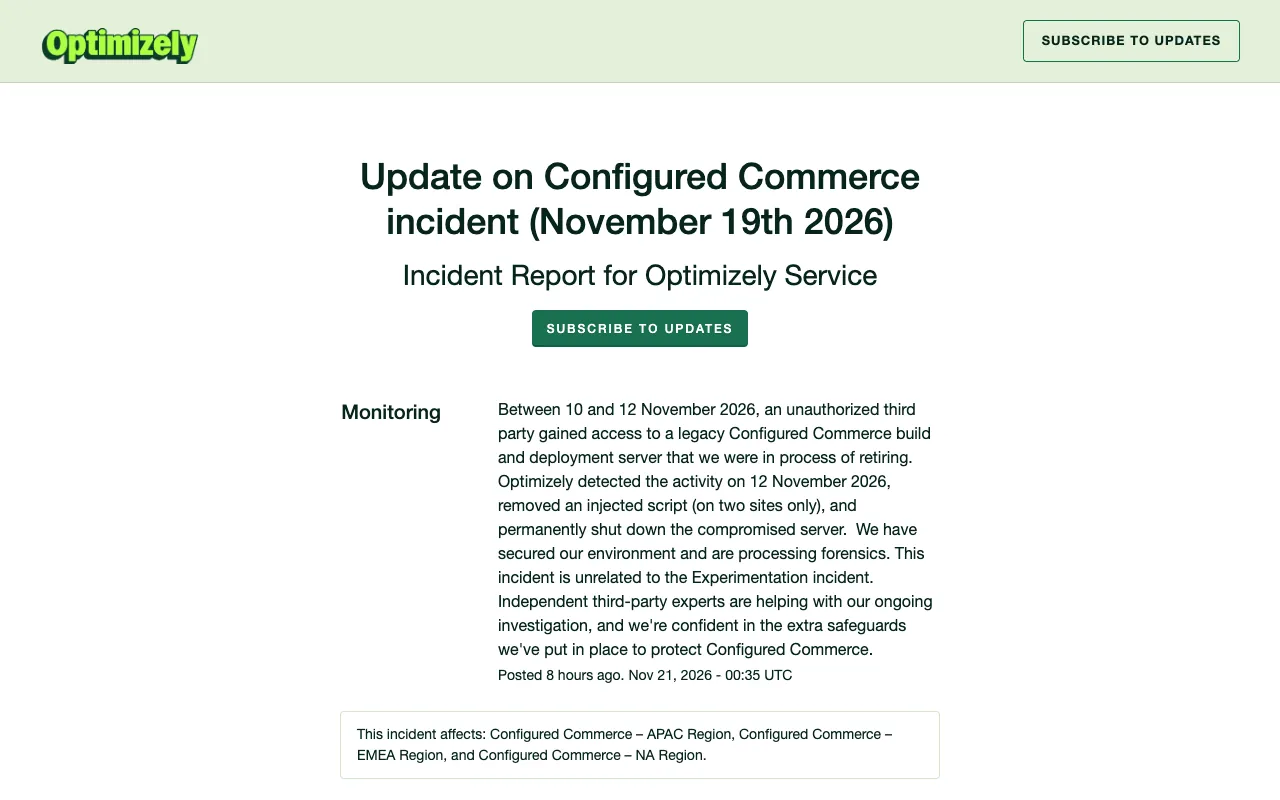 Optimizely
SUBSCRIBE TO UPDATES
Update on Configured Commerce
incident (November 19th 2026)
Incident Report for Optimizely Service
SUBSCRIBE TO UPDATES
Monitoring
Between 10 and 12 November 2026, an unauthorized third
party gained access to a legacy Configured Commerce build
and deployment server that we were in process of retiring.
Optimizely detected the activity on 12 November 2026,
removed an injected script (on two sites only), and
permanently shut down the compromised server.  We have
secured our environment and are processing forensics. This
incident is unrelated to the Experimentation incident.
Independent third-party experts are helping with our ongoing
investigation, and we're confident in the extra safeguards
we've put in place to protect Configured Commerce.
Posted 8 hours ago. Nov 21, 2026 - 00:35 UTC
This incident affects: Configured Commerce – APAC Region, Configured Commerce –
EMEA Region, and Configured Commerce – NA Region.